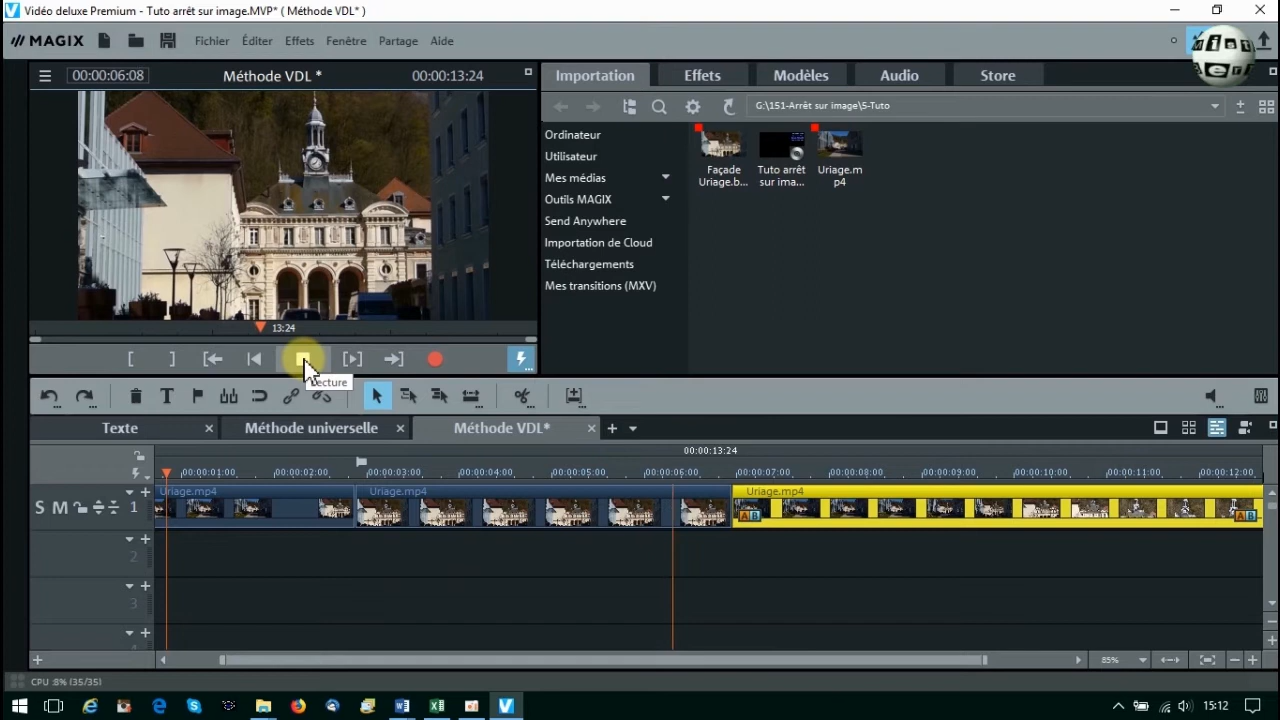 Vidéo deluxe Premium - Tuto arrêt sur image.MVP* ( Méthode VDL* )
MAGIX Fichier Éditer Effets Fenêtre Partage Aide
00:00:06:08 Méthode VDL * 00:00:13:24
Importation Effets Modèles Audio Store
G:\151-Arrêt sur image\5-Tuto
Ordinateur
Utilisateur
Mes médias
Outils MAGIX
Send Anywhere
Importation de Cloud
Téléchargements
Mes transitions (MXV)
Façade
Uriage.b...
Tuto arrêt
sur ima...
Uriage.m
p4
13:24
Lecture
Texte Méthode universelle Méthode VDL*
00:00:13:24
00:00:01:00 00:00:02:00 00:00:03:00 00:00:04:00 00:00:05:00 00:00:06:00 00:00:07:00 00:00:08:00 00:00:09:00 00:00:10:00 00:00:11:00 00:00:12:00
Uriage.mp4 Uriage.mp4 Uriage.mp4
S M 1
A B A B
2
3
85%
CPU :8% (35/35)
15:12